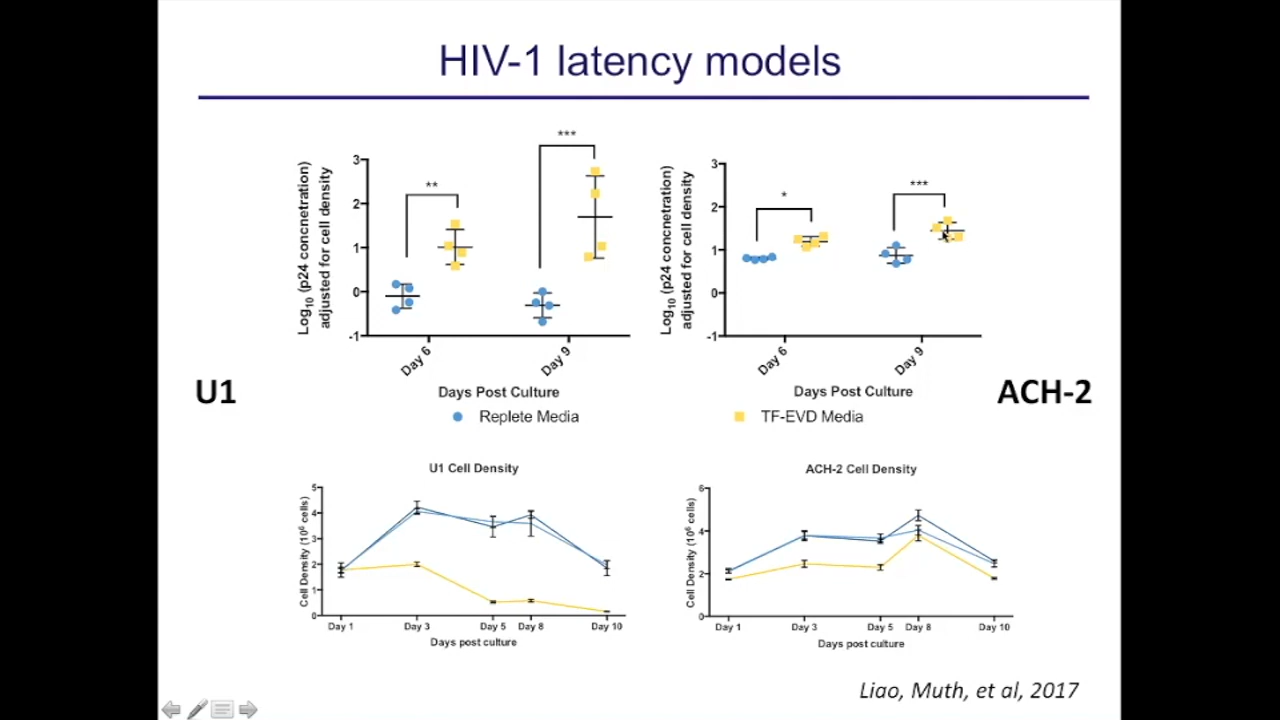 HIV-1 latency models
***
**
3
2
1
0
-1
Log10 (p24 concnetration)
adjusted for cell density
Day 6
Day 9
Days Post Culture
***
*
3
2
1
0
-1
Log10 (p24 concnetration)
adjusted for cell density
Day 6
Day 9
Days Post Culture
U1
ACH-2
Replete Media
TF-EVD Media
U1 Cell Density
5
4
3
2
1
0
Cell Density (10^6 cells)
Day 1 Day 3 Day 5 Day 8 Day 10
Days post culture
ACH-2 Cell Density
6
4
2
0
Cell Density (10^6 cells)
Day 1 Day 3 Day 5 Day 8 Day 10
Days post culture
Liao, Muth, et al, 2017